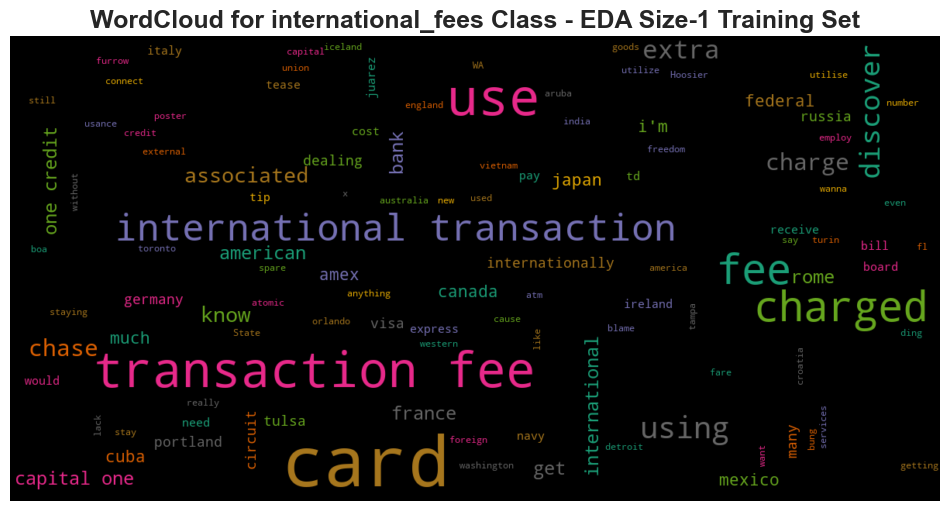 WordCloud for international_fees Class - EDA Size-1 Training Set
furrow
italy
capital
iceland
union
juarez
tease
connect
still
usance
poster
credit
external
england
WA
use
aruba
goods
extra
utilize
Hoosier
utilise
federal
number
russia
employ
discover
india
i'm
freedom
cost
bank
dealing
associated
tip
x
australia
new
used
vietnam
pay
japan
td
charge
wanna
even
one credit
without
international transaction
receive
say
turin
bill
fl
board
boa
toronto
american
spare
amex
internationally
america
fee
rome
staying
germany
atomic
anything
canada
atm
ireland
charged
know
State
orlando
visa
express
cause
western
like
blame
tampa
ding
chase
much
would
transaction fee
international
fare
croatia
lack
really
need
stay
portland
cuba
circuit
tulsa
france
foreign
navy
card
washington
get
detroit
using
want
many
bung
services
getting
mexico
capital one